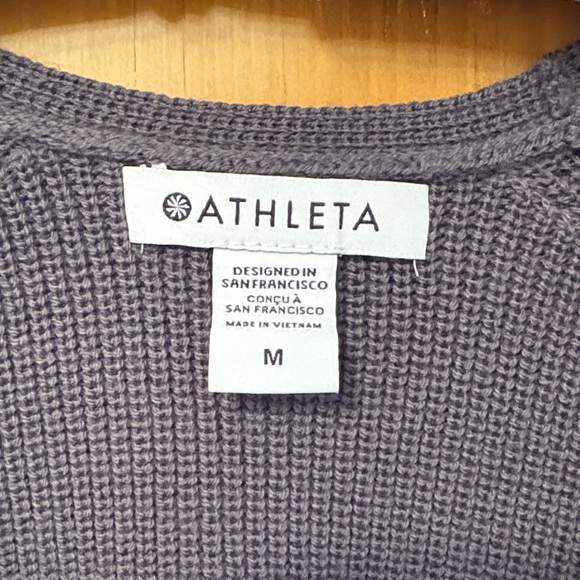 ATHLETA
DESIGNED IN
SAN FRANCISCO
CONÇU À
SAN FRANCISCO
MADE IN VIETNAM
M